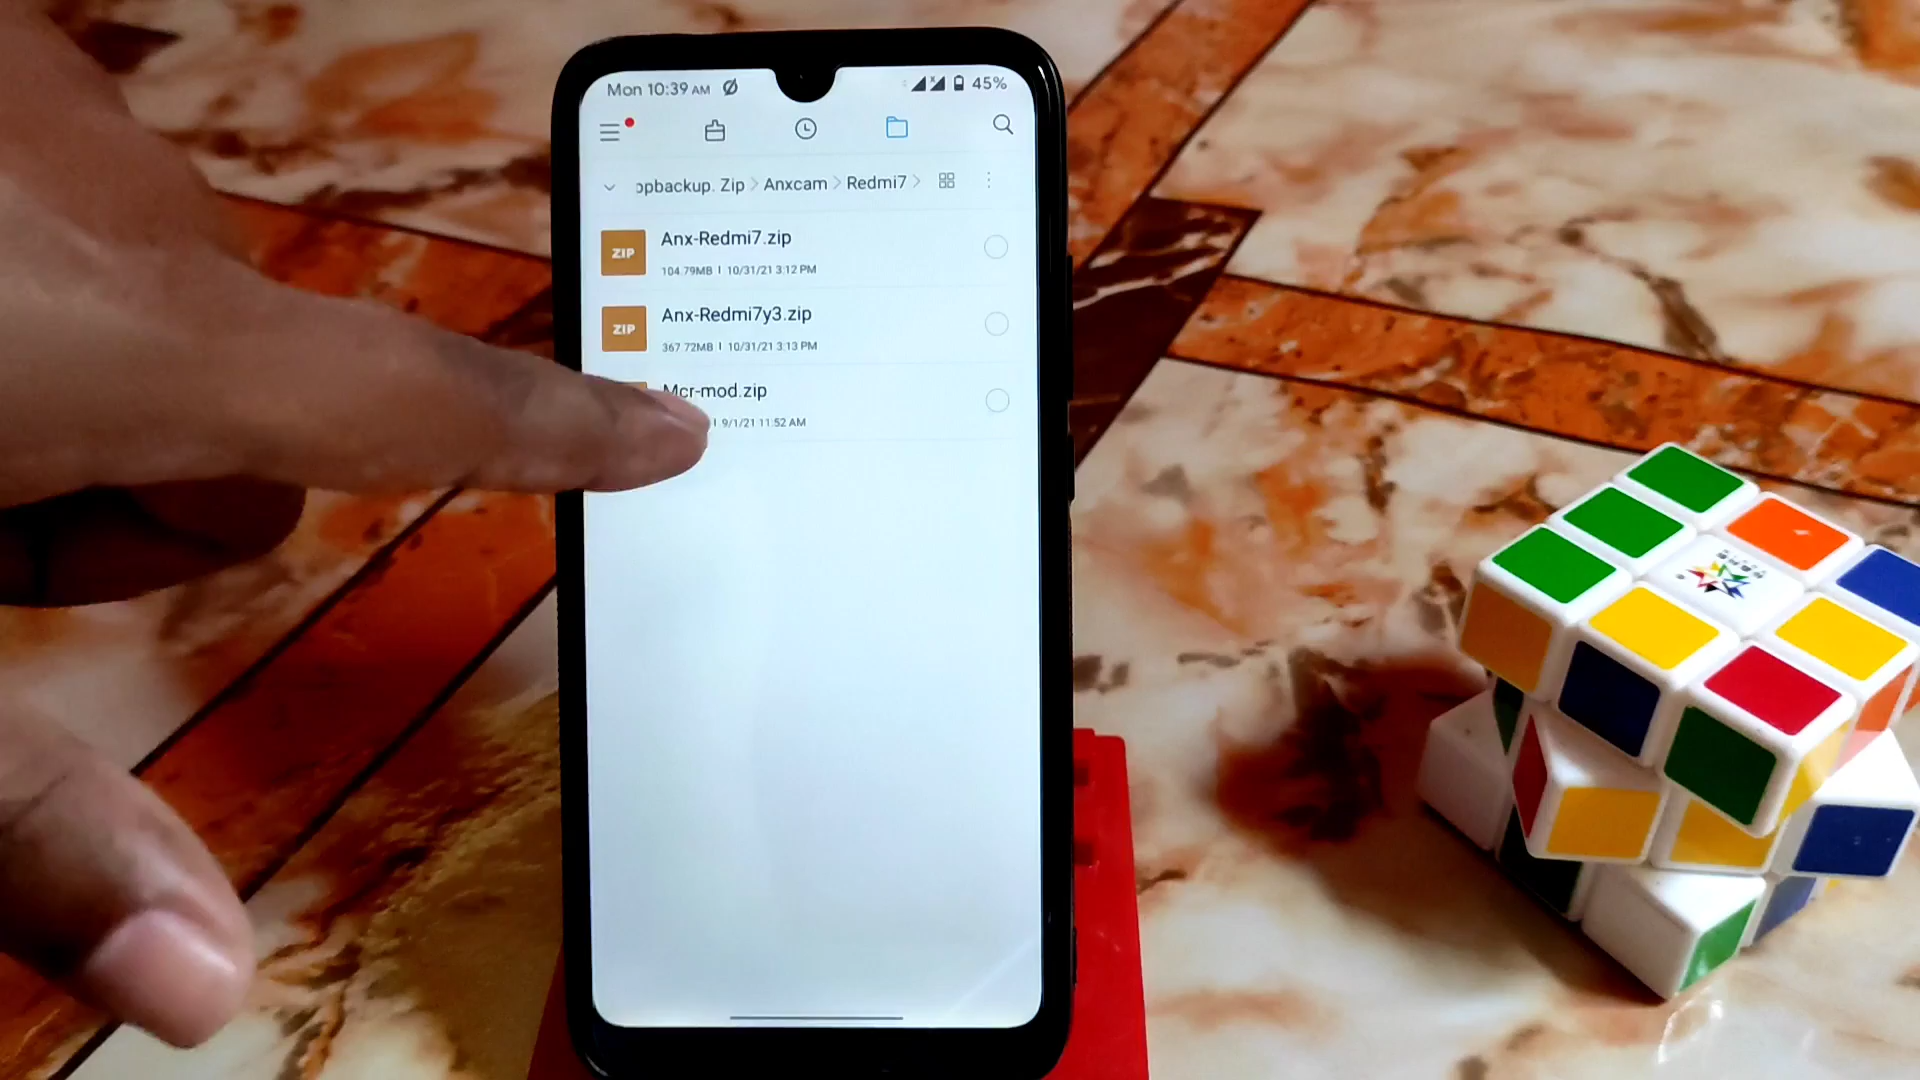 Mon 10:39 AM 45%
opbackup. Zip > Anxcam > Redmi7 >
ZIP Anx-Redmi7.zip
104.79MB | 10/31/21 3:12 PM
ZIP Anx-Redmi7y3.zip
367.72MB | 10/31/21 3:13 PM
Mcr-mod.zip
| 9/1/21 11:52 AM